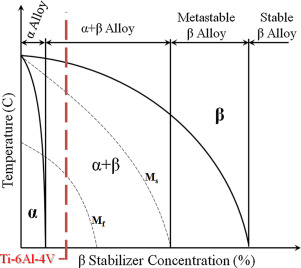 α Alloy
α+β Alloy
Metastable
β Alloy
Stable
β Alloy
Temperature (C)
β
α+β
Ms
α
Mf
Ti-6Al-4V
β Stabilizer Concentration (%)